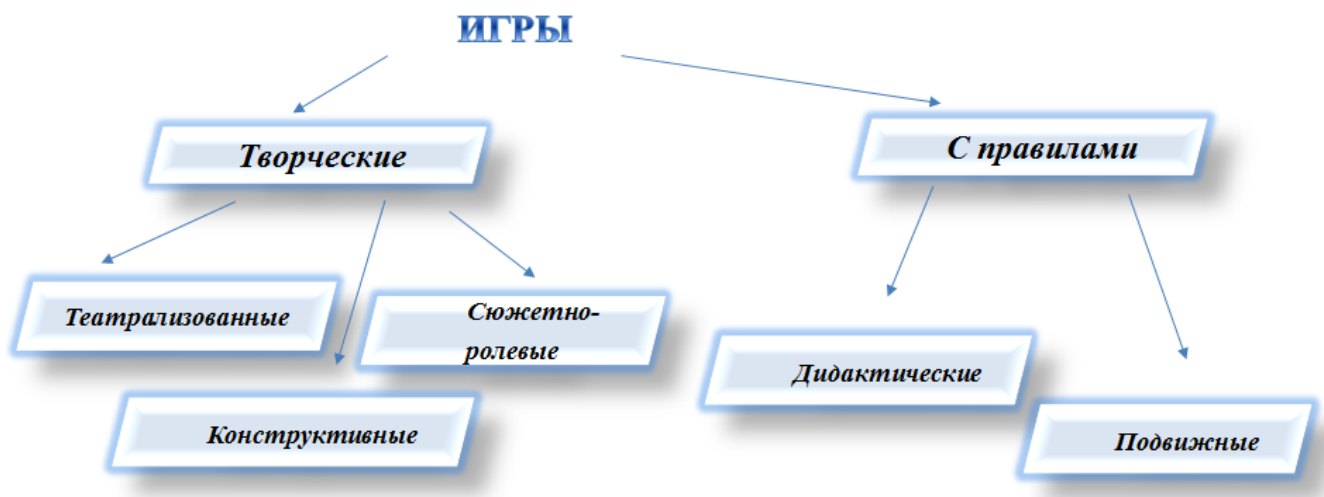 ИГРЫ
Творческие
С правилами
Театрализованные
Сюжетно-
ролевые
Конструктивные
Дидактические
Подвижные